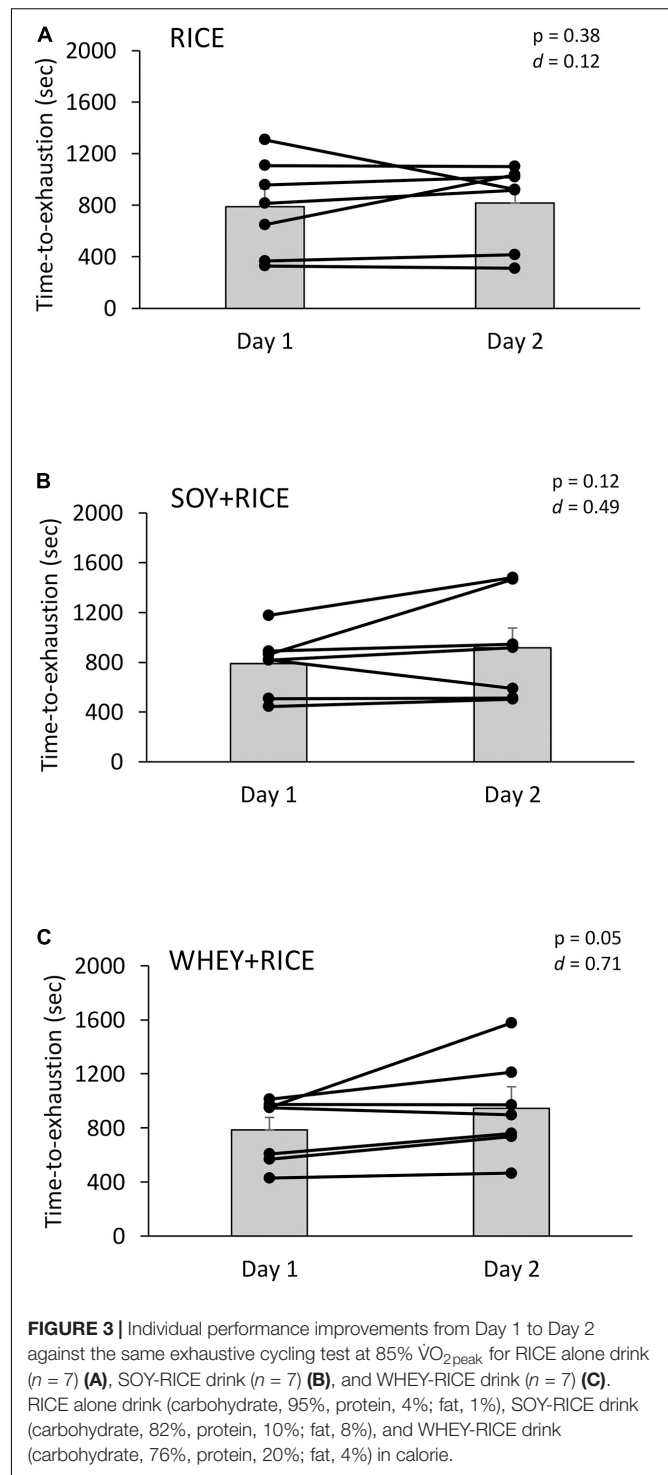 A
RICE
p = 0.38
d = 0.12
Time-to-exhaustion (sec)
2000
1600
1200
800
400
0
Day 1
Day 2
B
SOY+RICE
p = 0.12
d = 0.49
Time-to-exhaustion (sec)
2000
1600
1200
800
400
0
Day 1
Day 2
C
WHEY+RICE
p = 0.05
d = 0.71
Time-to-exhaustion (sec)
2000
1600
1200
800
400
0
Day 1
Day 2
FIGURE 3 | Individual performance improvements from Day 1 to Day 2
against the same exhaustive cycling test at 85% V̇O2peak for RICE alone drink
(n = 7) (A), SOY-RICE drink (n = 7) (B), and WHEY-RICE drink (n = 7) (C).
RICE alone drink (carbohydrate, 95%, protein, 4%; fat, 1%), SOY-RICE drink
(carbohydrate, 82%, protein, 10%; fat, 8%), and WHEY-RICE drink
(carbohydrate, 76%, protein, 20%; fat, 4%) in calorie.